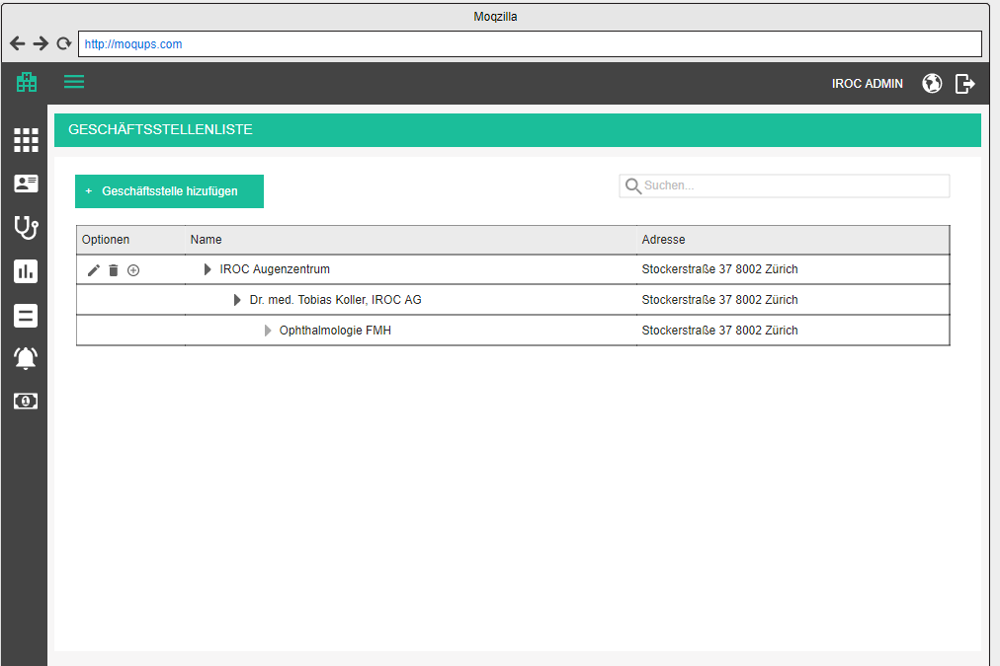 Moqzilla
http://moqups.com
IROC ADMIN
GESCHÄFTSSTELLENLISTE
+ Geschäftsstelle hinzufügen
Suchen...
Optionen Name Adresse
IROC Augenzentrum Stockerstraße 37 8002 Zürich
Dr. med. Tobias Koller, IROC AG Stockerstraße 37 8002 Zürich
Ophthalmologie FMH Stockerstraße 37 8002 Zürich